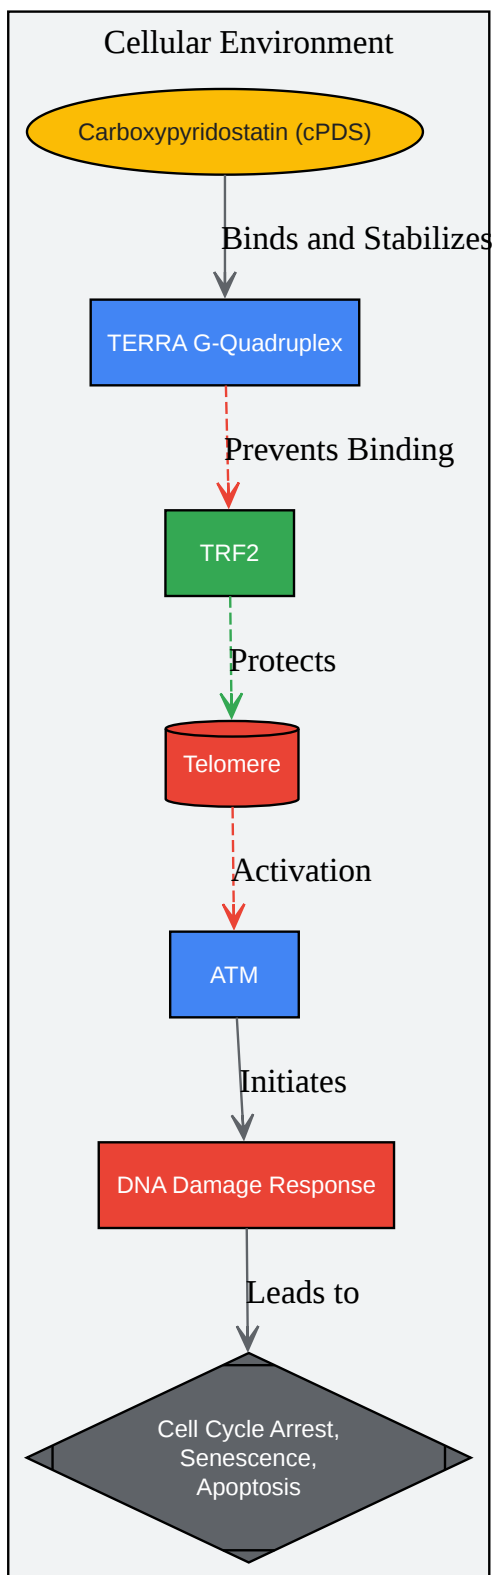 Cellular Environment
Carboxypyridostatin (cPDS)
Binds and Stabilizes
TERRA G-Quadruplex
Prevents Binding
TRF2
Protects
Telomere
Activation
ATM
Initiates
DNA Damage Response
Leads to
Cell Cycle Arrest,
Senescence,
Apoptosis